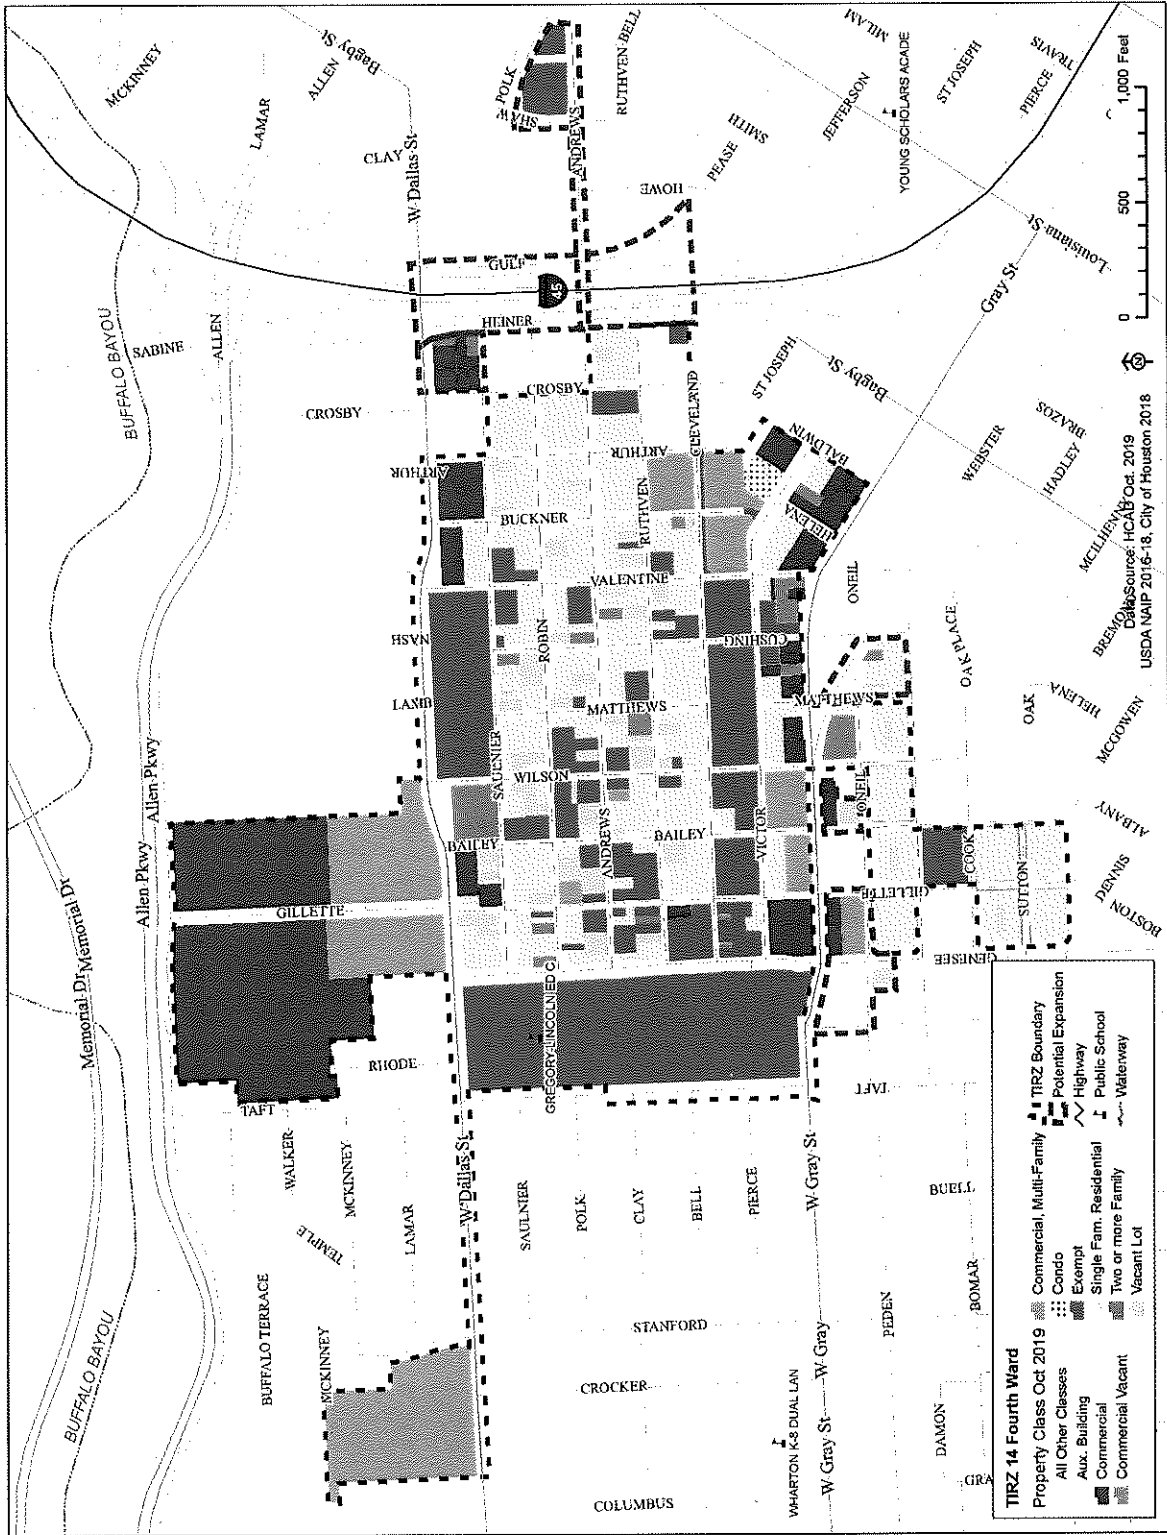 MCKINNEY
Bagby St
ALLEN
LAMAR
CLAY
W Dallas St
POLK
SHAW
ANDREWS
RUTHVEN
BELL
MILAM
ST JOSEPH
TRAVIS
PIERCE
JEFFERSON
SMITH
PEASE
HOWE
YOUNG SCHOLARS ACADE
1,000 Feet
500
0
BUFFALO BAYOU
SABINE
ALLEN
GULF
45
HEINER
Gray St
Louisiana St
CROSBY
CROSBY
CLEVELAND
ST JOSEPH
Bagby St
ARTHUR
ARTHUR
BALDWIN
WEBSTER
BRAZOS
HADLEY
BUCKNER
RUTHVEN
HELENA
MCILHENNY
VALENTINE
NASH
ROBIN
CUSHING
ONEIL
OAK PLACE
LAMB
MATTHEWS
MATTHEWS
OAK
HELENA
MCGOWEN
Allen Pkwy
Allen Pkwy
SAULNIER
WILSON
ONEIL
ALBANY
BAILEY
ANDREWS
BAILEY
VICTOR
COOK
Memorial Dr
Memorial Dr
GILLETTE
GILLETTE
SUTTON
DENNIS
BOSTON
GENESEE
GREGORY-LINCOLN ED C
RHODE
TAFT
TAFT
WALKER
MCKINNEY
LAMAR
TEMPLE
W Dallas St
SAULNIER
POLK
CLAY
BELL
PIERCE
W Gray St
BUELL
BUFFALO TERRACE
MCKINNEY
STANFORD
W Gray
PEDEN
BOMAR
BUFFALO BAYOU
CROCKER
WHARTON K-8 DUAL LAN
W Gray St
DAMON
GRA
COLUMBUS
Data Source: HCAD Oct. 2019
USDA NAIP 2016-18, City of Houston 2018
TIRZ 14 Fourth Ward
Property Class Oct 2019
All Other Classes
Aux. Building
Commercial
Commercial Vacant
Commercial, Multi-Family
Condo
Exempt
Single Fam. Residential
Two or more Family
Vacant Lot
TIRZ Boundary
Potential Expansion
Highway
Public School
Waterway